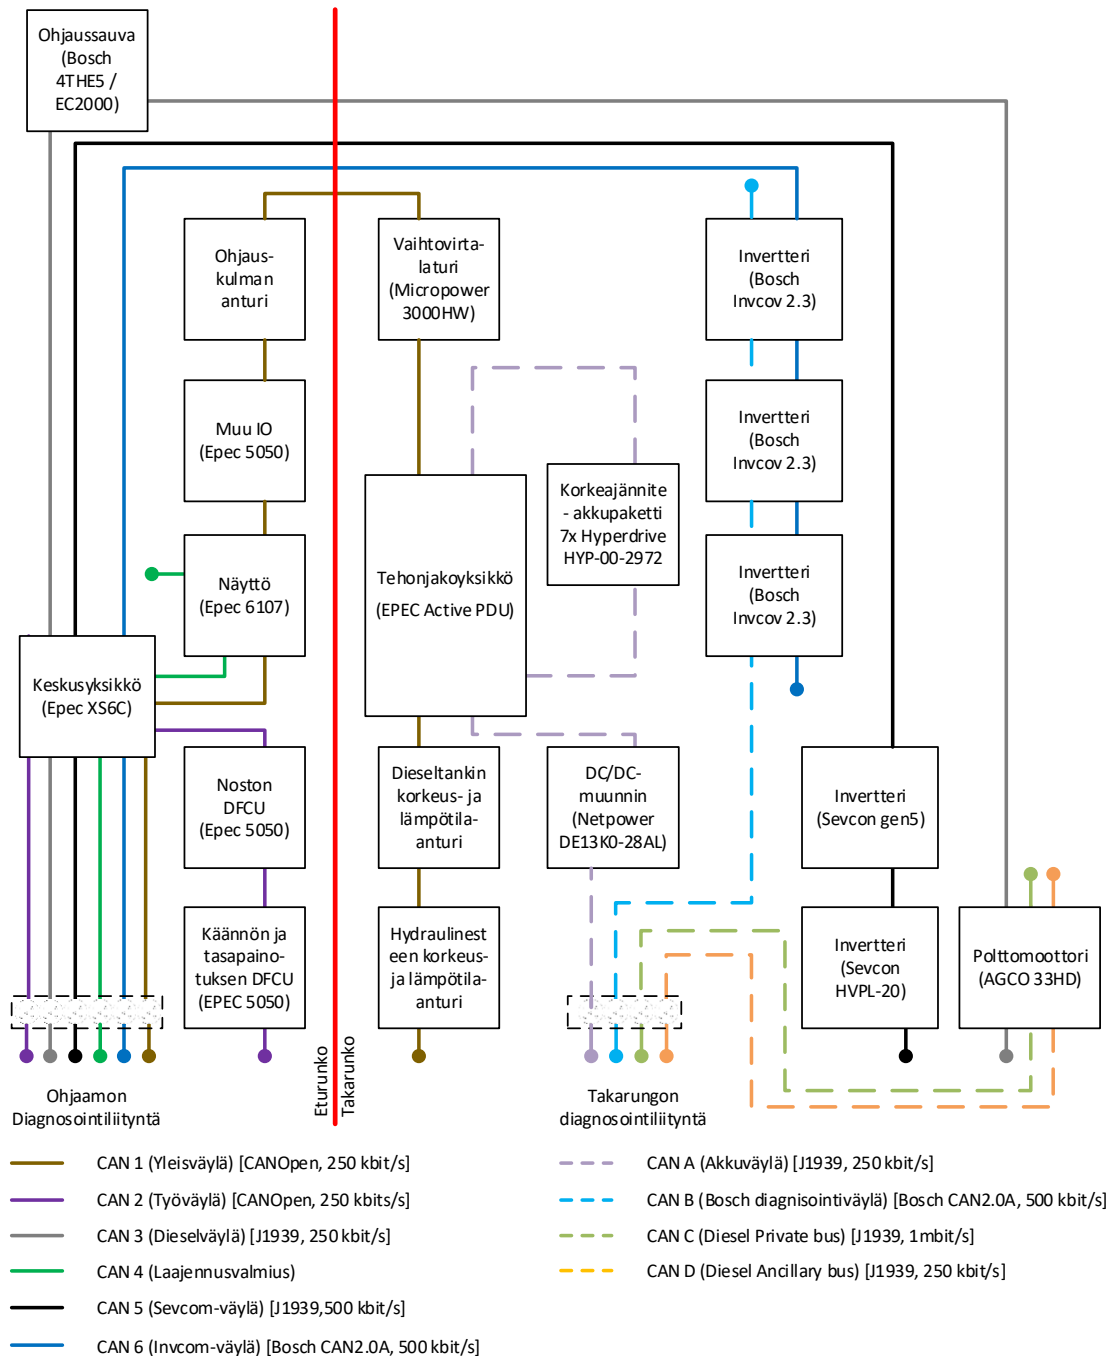 Ohjaussauva
(Bosch
4THE5 /
EC2000)
Ohjaus-
kulman
anturi
Vaihtovirta-
laturi
(Micropower
3000HW)
Invertteri
(Bosch
Invcov 2.3)
Muu IO
(Epec 5050)
Invertteri
(Bosch
Invcov 2.3)
Korkeajännite
- akkupaketti
7x Hyperdrive
HYP-00-2972
Näyttö
(Epec 6107)
Tehonjakoyksikkö
(EPEC Active PDU)
Invertteri
(Bosch
Invcov 2.3)
Keskusyksikkö
(Epec XS6C)
Noston
DFCU
(Epec 5050)
Dieseltankin
korkeus- ja
lämpötila-
anturi
DC/DC-
muunnin
(Netpower
DE13K0-28AL)
Invertteri
(Sevcon gen5)
Käännön ja
tasapaino-
tuksen DFCU
(EPEC 5050)
Hydraulinest
een korkeus-
ja lämpötila-
anturi
Invertteri
(Sevcon
HVPL-20)
Polttomoottori
(AGCO 33HD)
Eturunko
Takarunko
Ohjaamon
Diagnosointiliityntä
Takarungon
diagnosointiliityntä
CAN 1 (Yleisväylä) [CANOpen, 250 kbit/s]
CAN 2 (Työväylä) [CANOpen, 250 kbits/s]
CAN 3 (Dieselväylä) [J1939, 250 kbit/s]
CAN 4 (Laajennusvalmius)
CAN 5 (Sevcom-väylä) [J1939,500 kbit/s]
CAN 6 (Invcom-väylä) [Bosch CAN2.0A, 500 kbit/s]
CAN A (Akkuväylä) [J1939, 250 kbit/s]
CAN B (Bosch diagnisointiväylä) [Bosch CAN2.0A, 500 kbit/s]
CAN C (Diesel Private bus) [J1939, 1mbit/s]
CAN D (Diesel Ancillary bus) [J1939, 250 kbit/s]